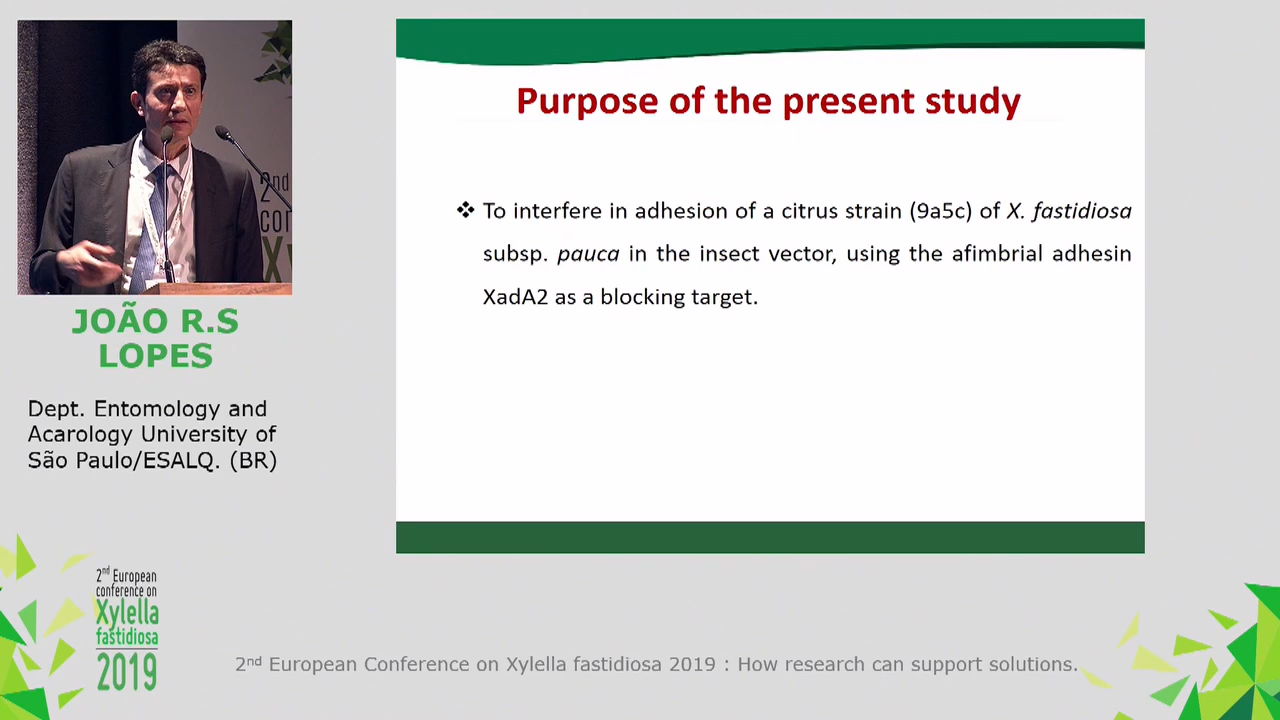 2nd
cor
X
JOÃO R.S
LOPES
Dept. Entomology and
Acarology University of
São Paulo/ESALQ. (BR)
Purpose of the present study
❖ To interfere in adhesion of a citrus strain (9a5c) of X. fastidiosa
subsp. pauca in the insect vector, using the afimbrial adhesin
XadA2 as a blocking target.
2nd European
conference on
Xylella
fastidiosa
2019
2nd European Conference on Xylella fastidiosa 2019 : How research can support solutions.